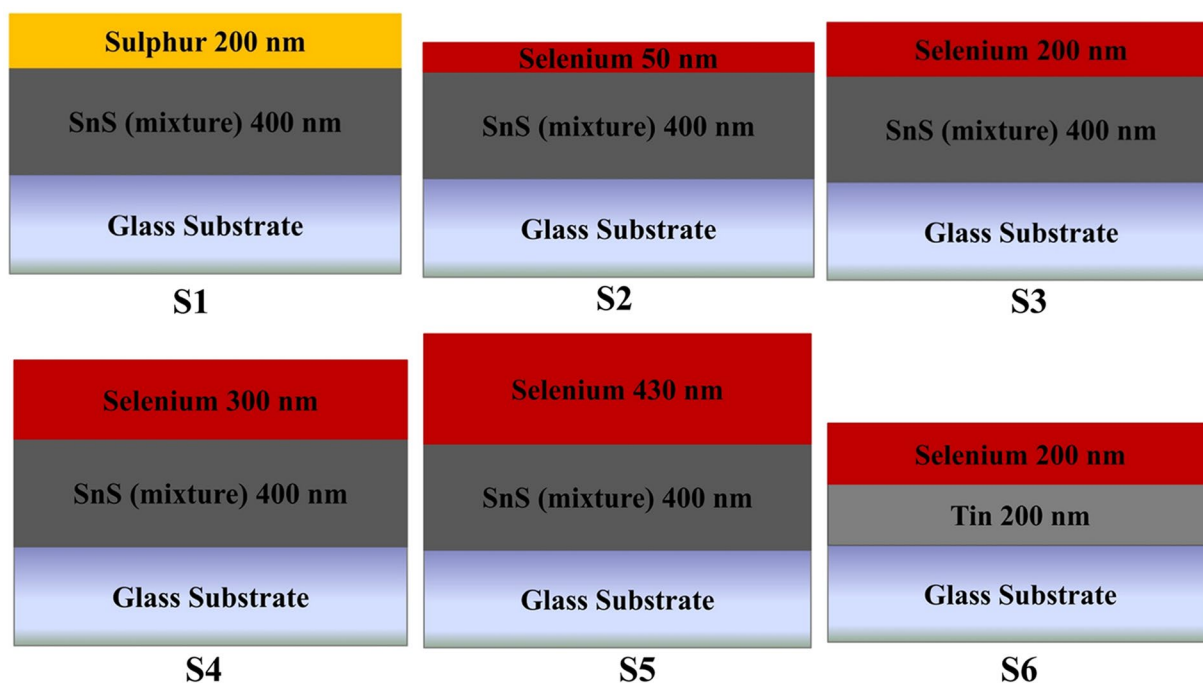 Sulphur 200 nm
SnS (mixture) 400 nm
Glass Substrate
S1
Selenium 50 nm
SnS (mixture) 400 nm
Glass Substrate
S2
Selenium 200 nm
SnS (mixture) 400 nm
Glass Substrate
S3
Selenium 300 nm
SnS (mixture) 400 nm
Glass Substrate
S4
Selenium 430 nm
SnS (mixture) 400 nm
Glass Substrate
S5
Selenium 200 nm
Tin 200 nm
Glass Substrate
S6